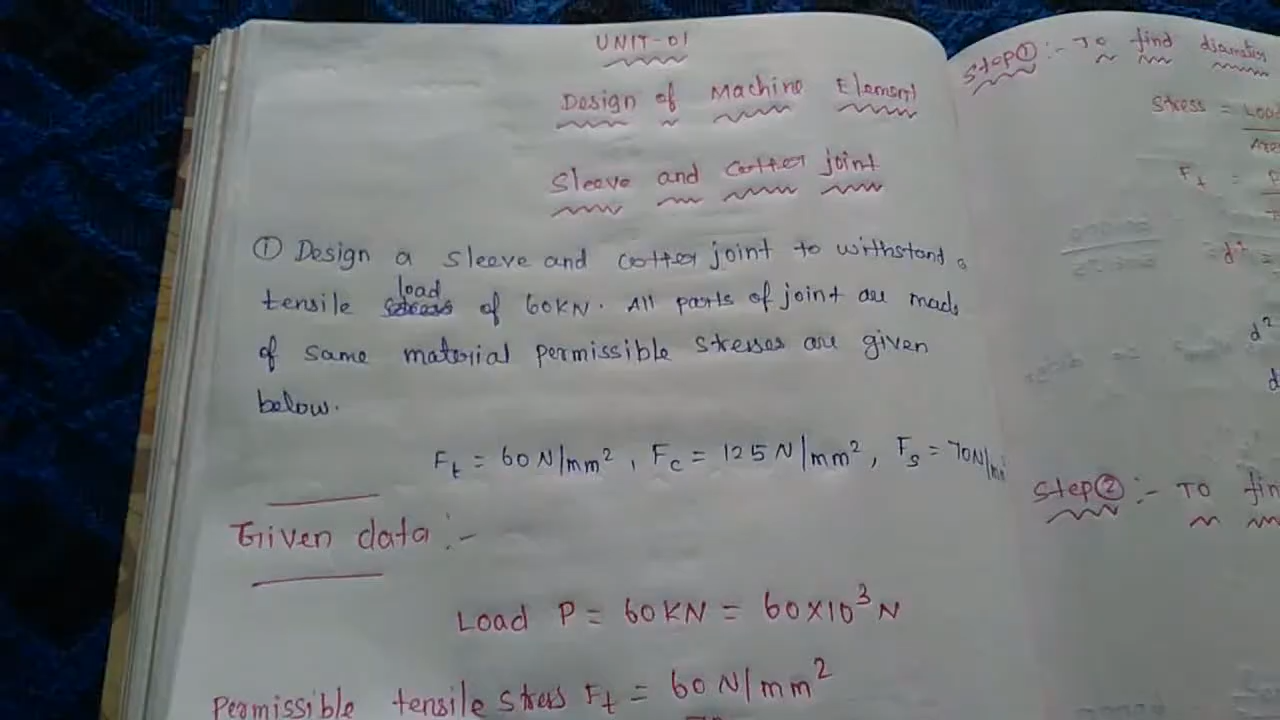 UNIT-01
Design of Machine Element
Sleeve and Cotter joint
① Design a sleeve and cotter joint to withstand a
load
tensile of 60KN. All parts of joint are made
of same material permissible stresses are given
below.
Ft = 60 N/mm², Fc = 125 N/mm², Fs = 70N/m
Given data :-
Load P = 60KN = 60×10³ N
Permissible tensile stress Ft = 60 N/mm²
Step① :- To find
Stress =
Ft =
= d² =
d²
d
Step② :- To